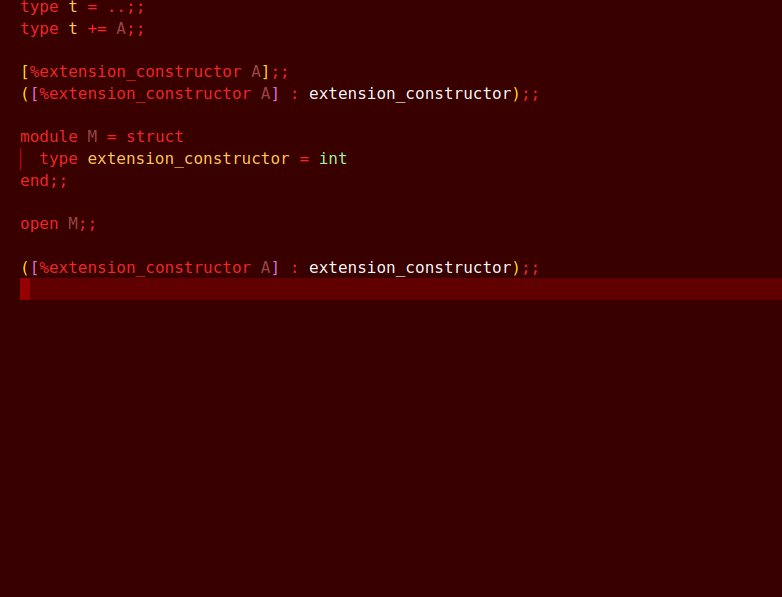 type t = ..;;
type t += A;;
[%extension_constructor A];;
([%extension_constructor A] : extension_constructor);;
module M = struct
type extension_constructor = int
end;;
open M;;
([%extension_constructor A] : extension_constructor);;